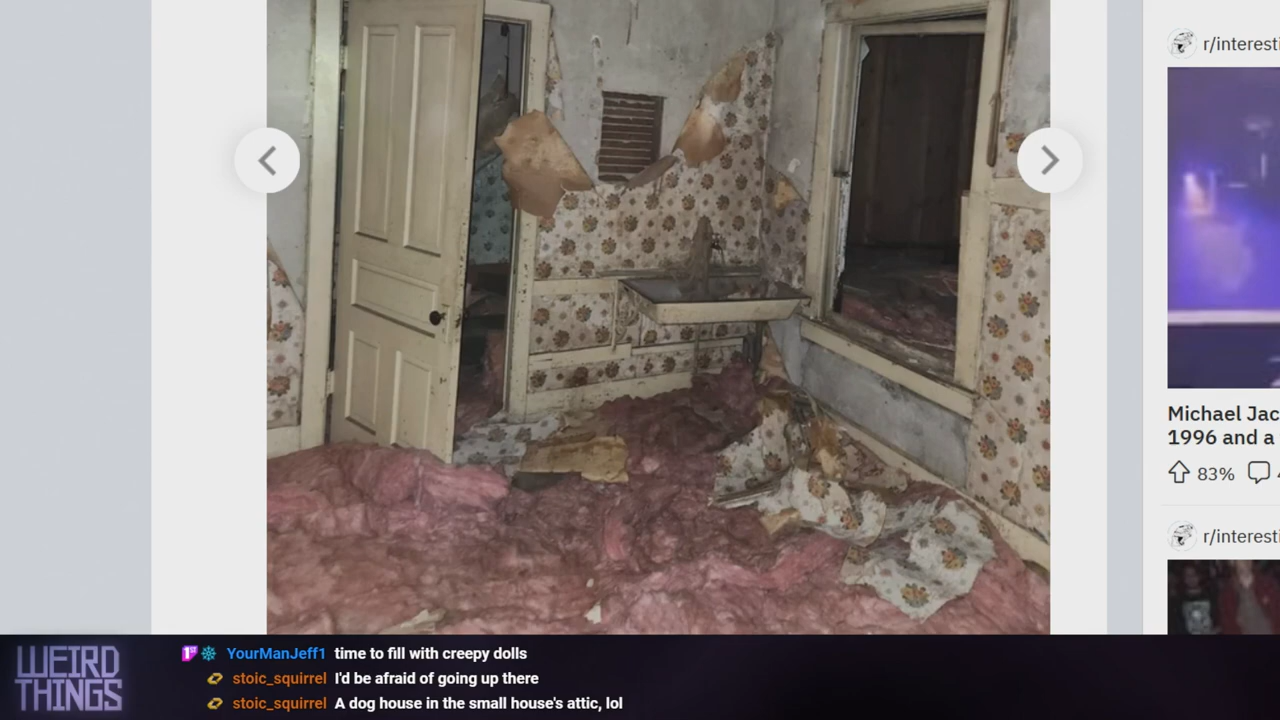 r/interesti
Michael Jac
1996 and a
83%
r/interesti
WEIRD
THINGS
YourManJeff1 time to fill with creepy dolls
stoic_squirrel I'd be afraid of going up there
stoic_squirrel A dog house in the small house's attic, lol